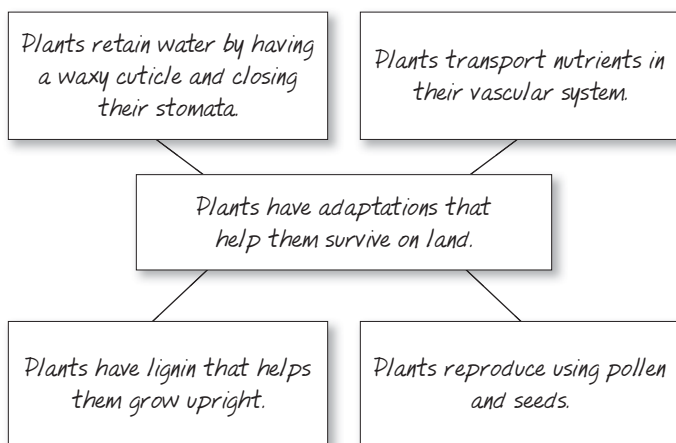 Plants retain water by having
a waxy cuticle and closing
their stomata.
Plants transport nutrients in
their vascular system.
Plants have adaptations that
help them survive on land.
Plants have lignin that helps
them grow upright.
Plants reproduce using pollen
and seeds.